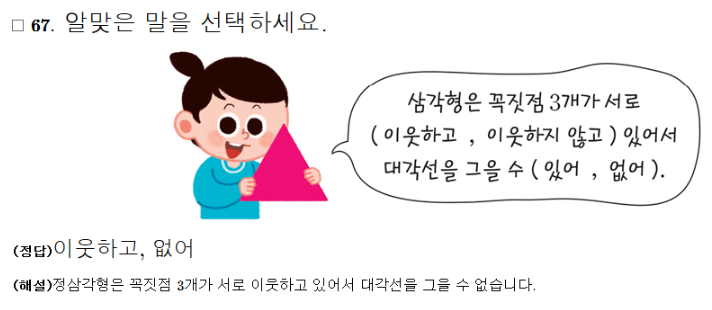 □ 67. 알맞은 말을 선택하세요.
삼각형은 꼭짓점 3개가 서로
( 이웃하고 , 이웃하지 않고 ) 있어서
대각선을 그을 수 ( 있어 , 없어 ).
(정답)이웃하고, 없어
(해설)정삼각형은 꼭짓점 3개가 서로 이웃하고 있어서 대각선을 그을 수 없습니다.